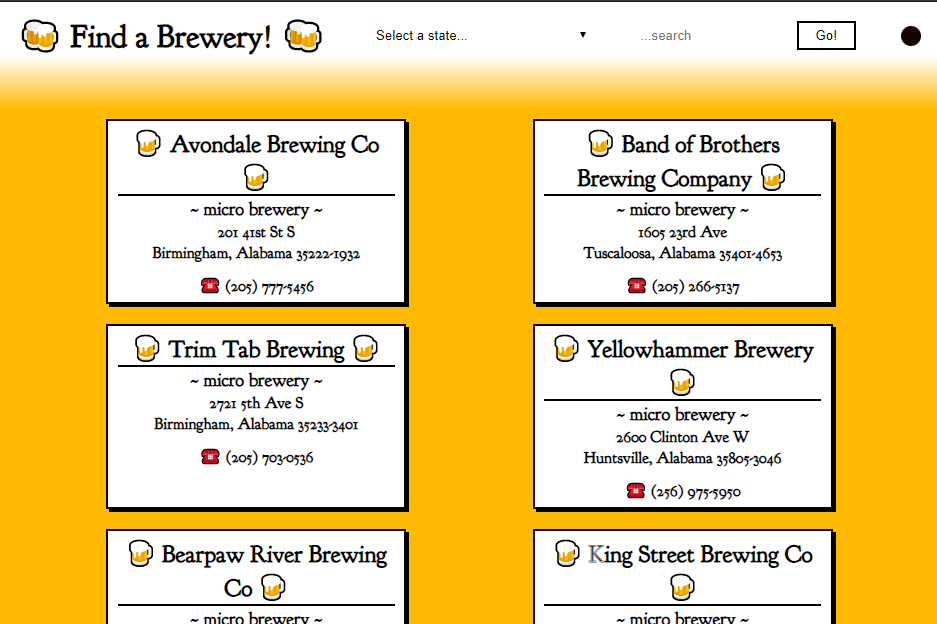 Find a Brewery!
Select a state...
...search
Go!
Avondale Brewing Co
~ micro brewery ~
201 41st St S
Birmingham, Alabama 35222-1932
(205) 777-5456
Band of Brothers
Brewing Company
~ micro brewery ~
1605 23rd Ave
Tuscaloosa, Alabama 35401-4653
(205) 266-5137
Trim Tab Brewing
~ micro brewery ~
2721 5th Ave S
Birmingham, Alabama 35233-3401
(205) 703-0536
Yellowhammer Brewery
~ micro brewery ~
2600 Clinton Ave W
Huntsville, Alabama 35805-3046
(256) 975-5950
Bearpaw River Brewing
Co
~ micro brewery ~
King Street Brewing Co
~ micro brewery ~